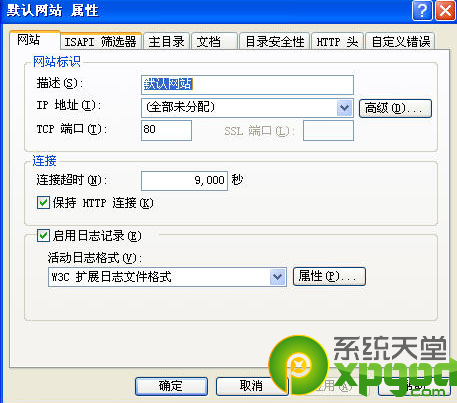 默认网站 属性
网站 ISAPI 筛选器 主目录 文档 目录安全性 HTTP 头 自定义错误
网站标识
描述(S): 默认网站
IP 地址(I): (全部未分配) 高级(D)...
TCP 端口(T): 80 SSL 端口(L):
连接
连接超时(N): 9,000 秒
保持 HTTP 连接(K)
启用日志记录(E)
活动日志格式(V):
W3C 扩展日志文件格式 属性(P)...
系统天堂
确定 取消